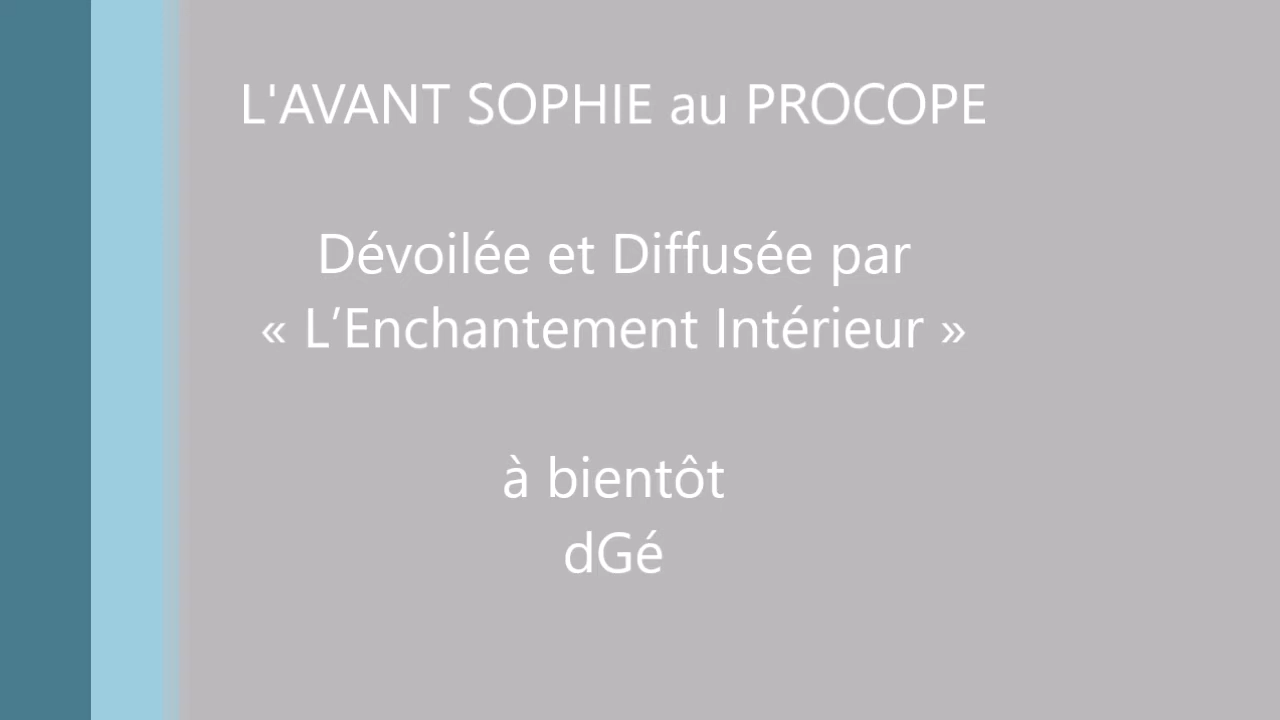 L'AVANT SOPHIE au PROCOPE
Dévoilée et Diffusée par
« L’Enchantement Intérieur »
à bientôt
dGé